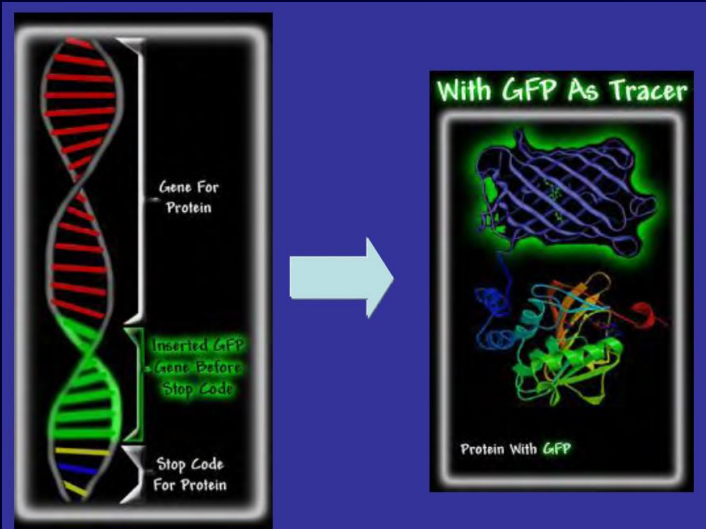 Gene For
Protein
Inserted GFP
Gene Before
Stop Code
Stop Code
For Protein
With GFP As Tracer
Protein With GFP